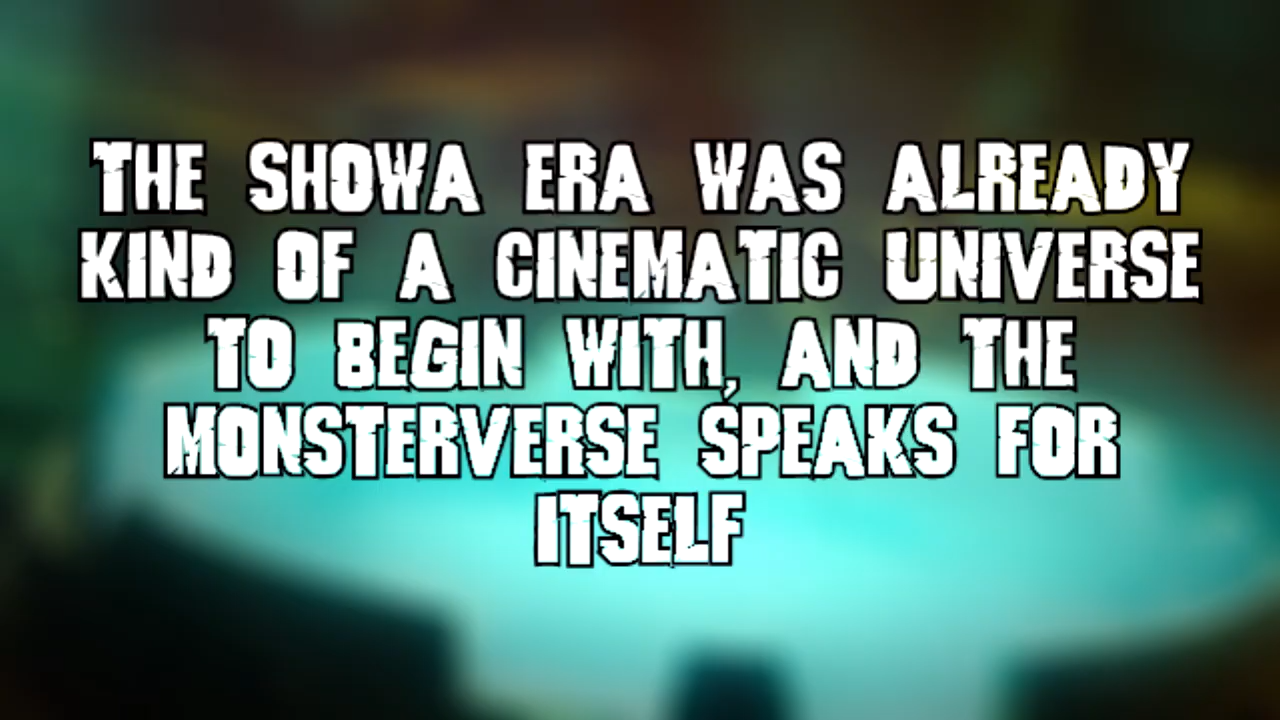 THE SHOWA ERA WAS ALREADY
KIND OF A CINEMATIC UNIVERSE
TO BEGIN WITH, AND THE
MONSTERVERSE SPEAKS FOR
ITSELF